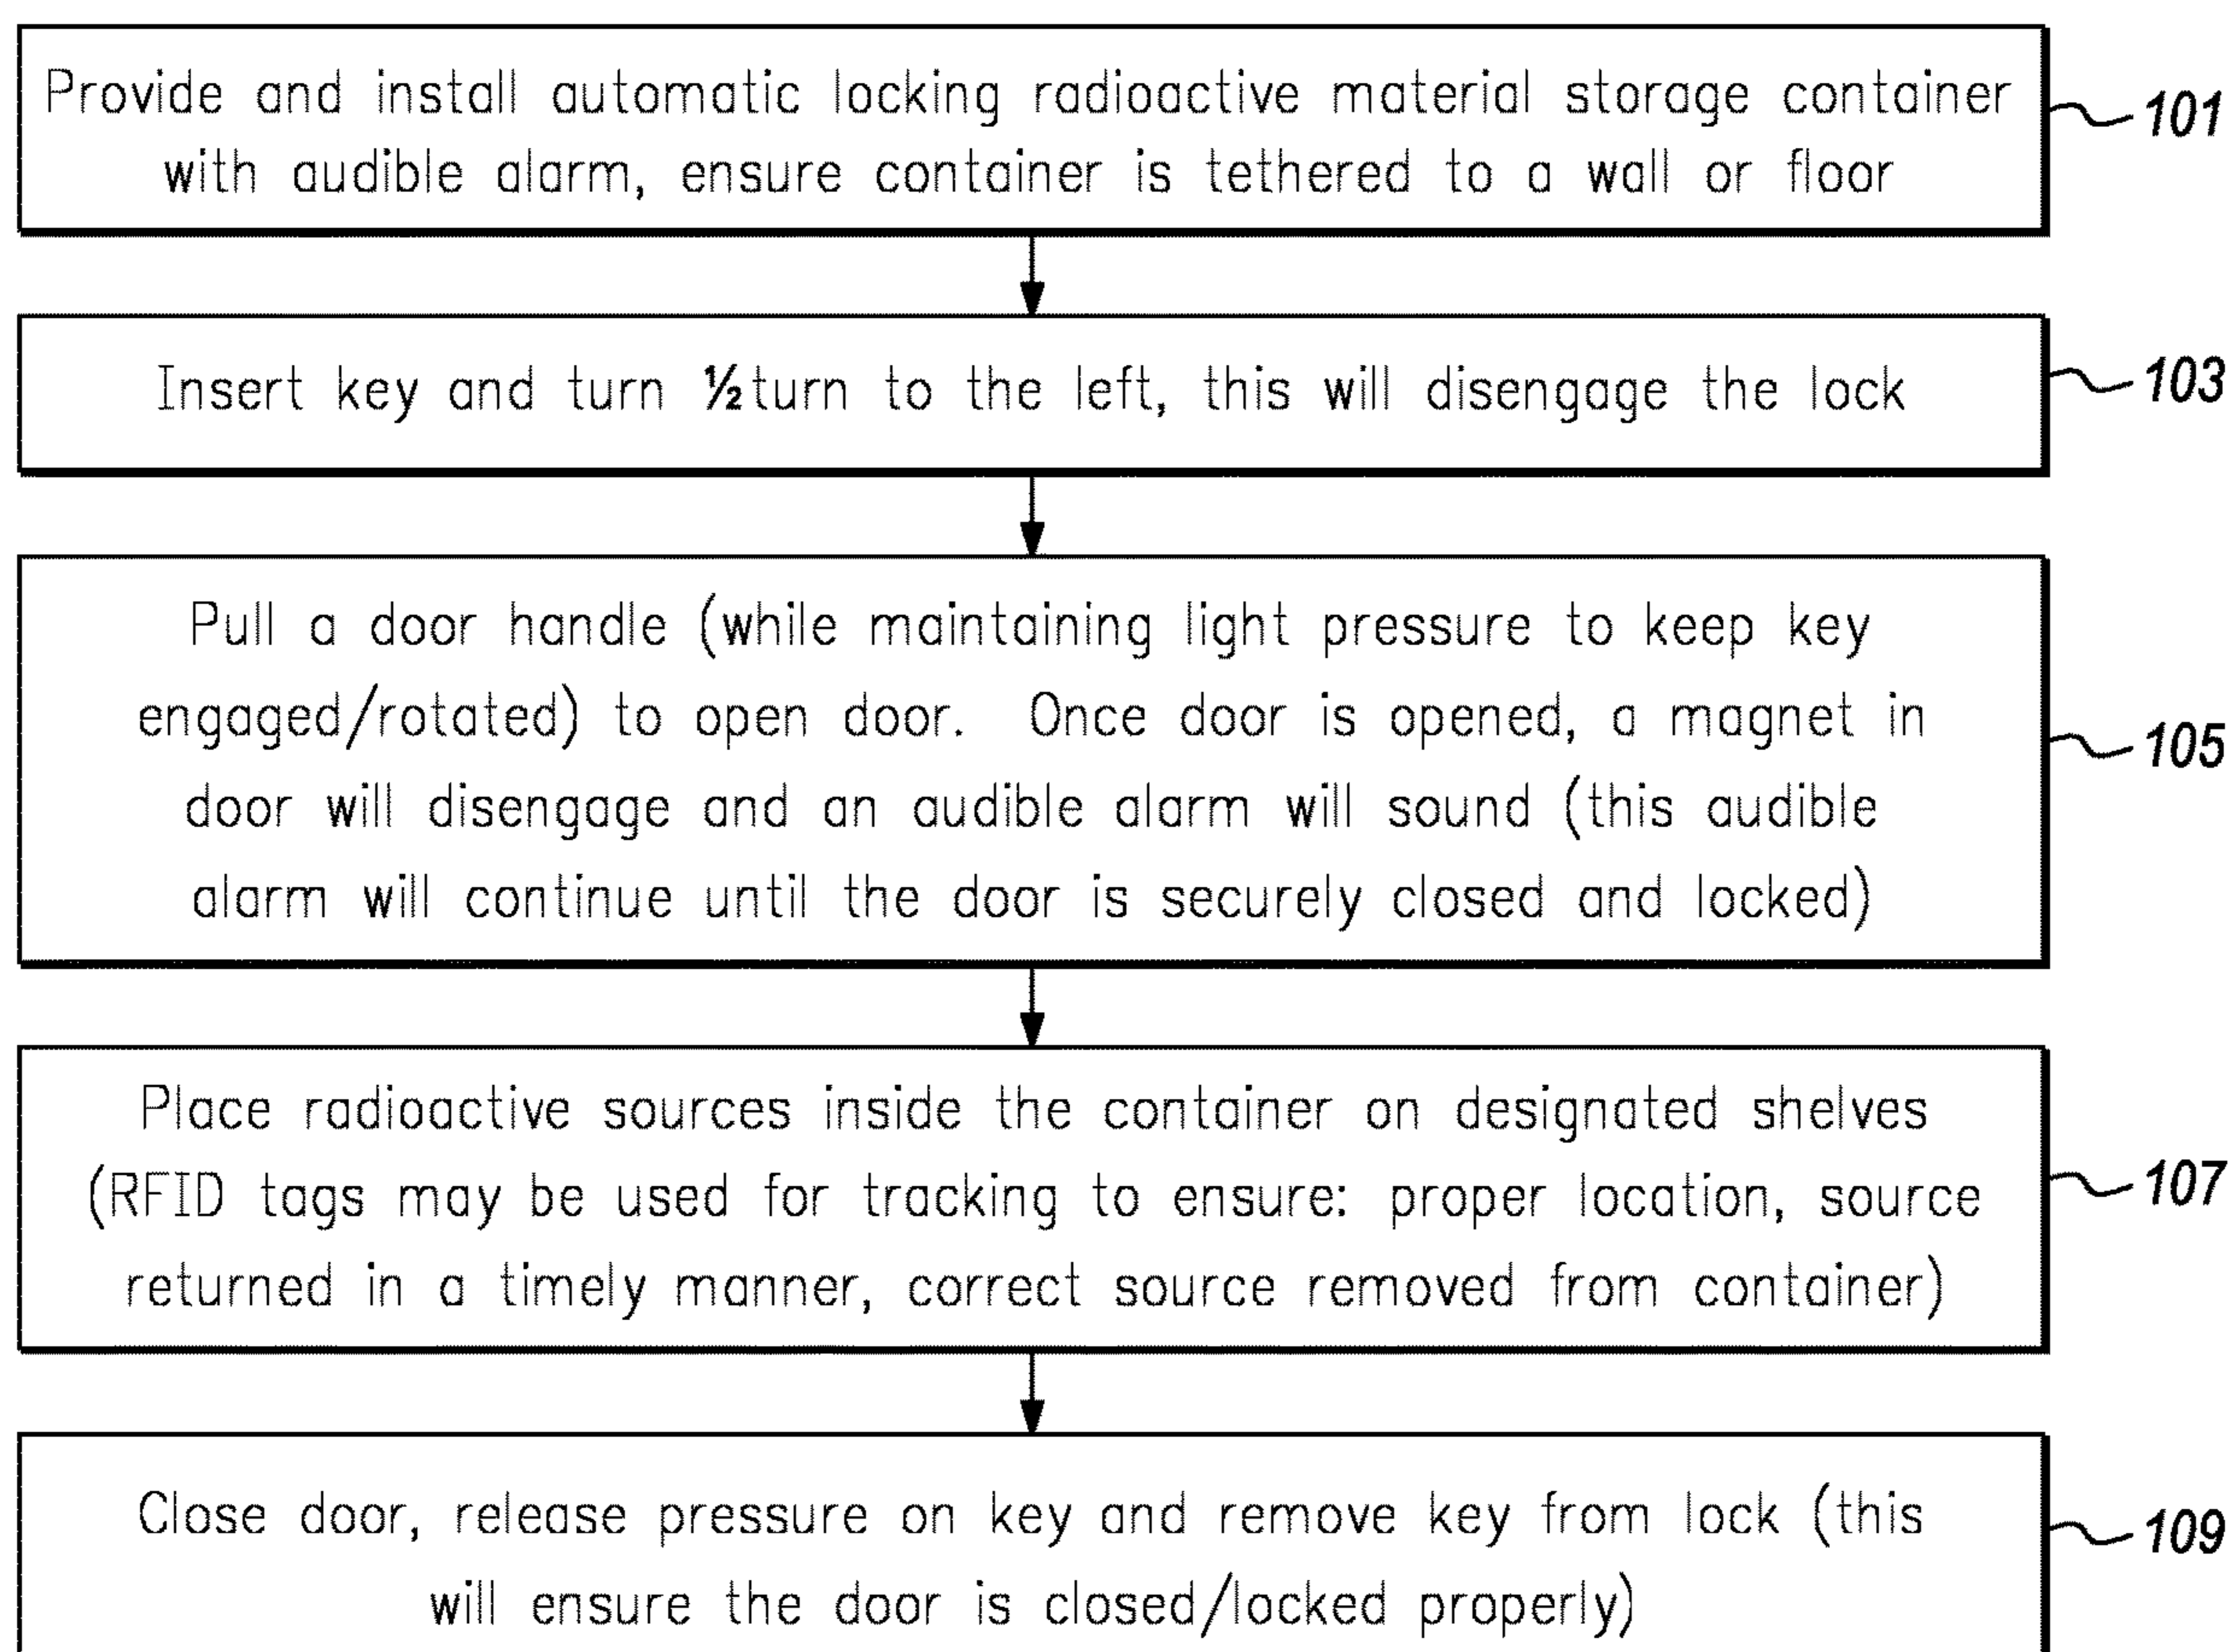 Provide and install automatic locking radioactive material storage container
with audible alarm, ensure container is tethered to a wall or floor
101
Insert key and turn ½ turn to the left, this will disengage the lock
103
Pull a door handle (while maintaining light pressure to keep key
engaged/rotated) to open door. Once door is opened, a magnet in
door will disengage and an audible alarm will sound (this audible
alarm will continue until the door is securely closed and locked)
105
Place radioactive sources inside the container on designated shelves
(RFID tags may be used for tracking to ensure: proper location, source
returned in a timely manner, correct source removed from container)
107
Close door, release pressure on key and remove key from lock (this
will ensure the door is closed/locked properly)
109